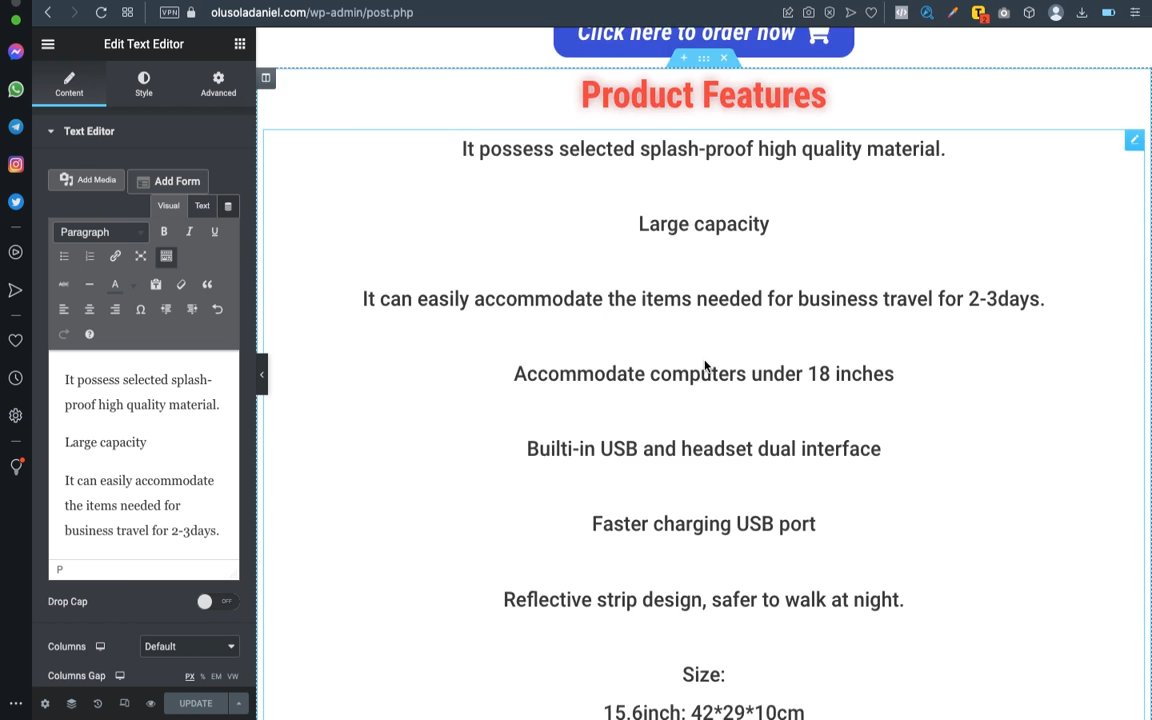 VPN olusoladaniel.com/wp-admin/post.php
2
Edit Text Editor
Content Style Advanced
Text Editor
Add Media Add Form
Visual Text
Paragraph B I U
ABC A Ω
It possess selected splash-
proof high quality material.
Large capacity
It can easily accommodate
the items needed for
business travel for 2-3days.
P
Drop Cap OFF
Columns Default
Columns Gap PX % EM VW
UPDATE
Click here to order now
Product Features
It possess selected splash-proof high quality material.
Large capacity
It can easily accommodate the items needed for business travel for 2-3days.
Accommodate computers under 18 inches
Builti-in USB and headset dual interface
Faster charging USB port
Reflective strip design, safer to walk at night.
Size:
15.6inch: 42*29*10cm